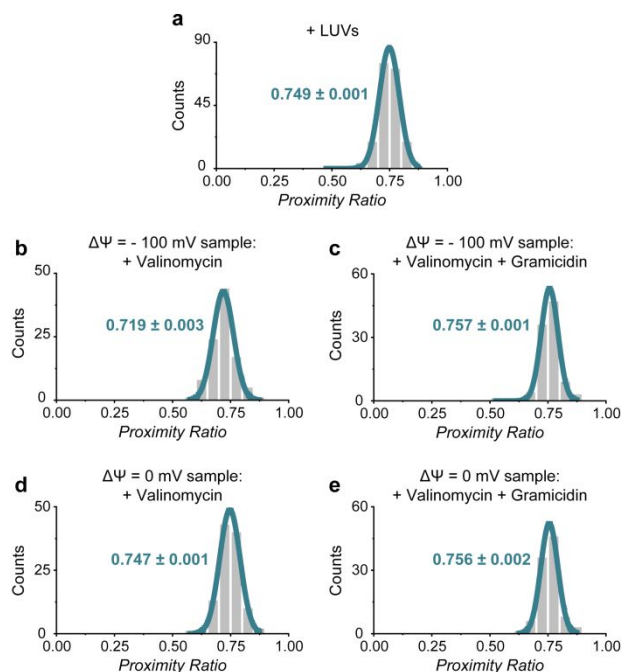 a
+ LUVs
90
45
0
Counts
0.749 ± 0.001
0.00 0.25 0.50 0.75 1.00
Proximity Ratio
b
ΔΨ = - 100 mV sample:
+ Valinomycin
50
25
0
Counts
0.719 ± 0.003
0.00 0.25 0.50 0.75 1.00
Proximity Ratio
c
ΔΨ = - 100 mV sample:
+ Valinomycin + Gramicidin
60
30
0
Counts
0.757 ± 0.001
0.00 0.25 0.50 0.75 1.00
Proximity Ratio
d
ΔΨ = 0 mV sample:
+ Valinomycin
50
25
0
Counts
0.747 ± 0.001
0.00 0.25 0.50 0.75 1.00
Proximity Ratio
e
ΔΨ = 0 mV sample:
+ Valinomycin + Gramicidin
60
30
0
Counts
0.756 ± 0.002
0.00 0.25 0.50 0.75 1.00
Proximity Ratio